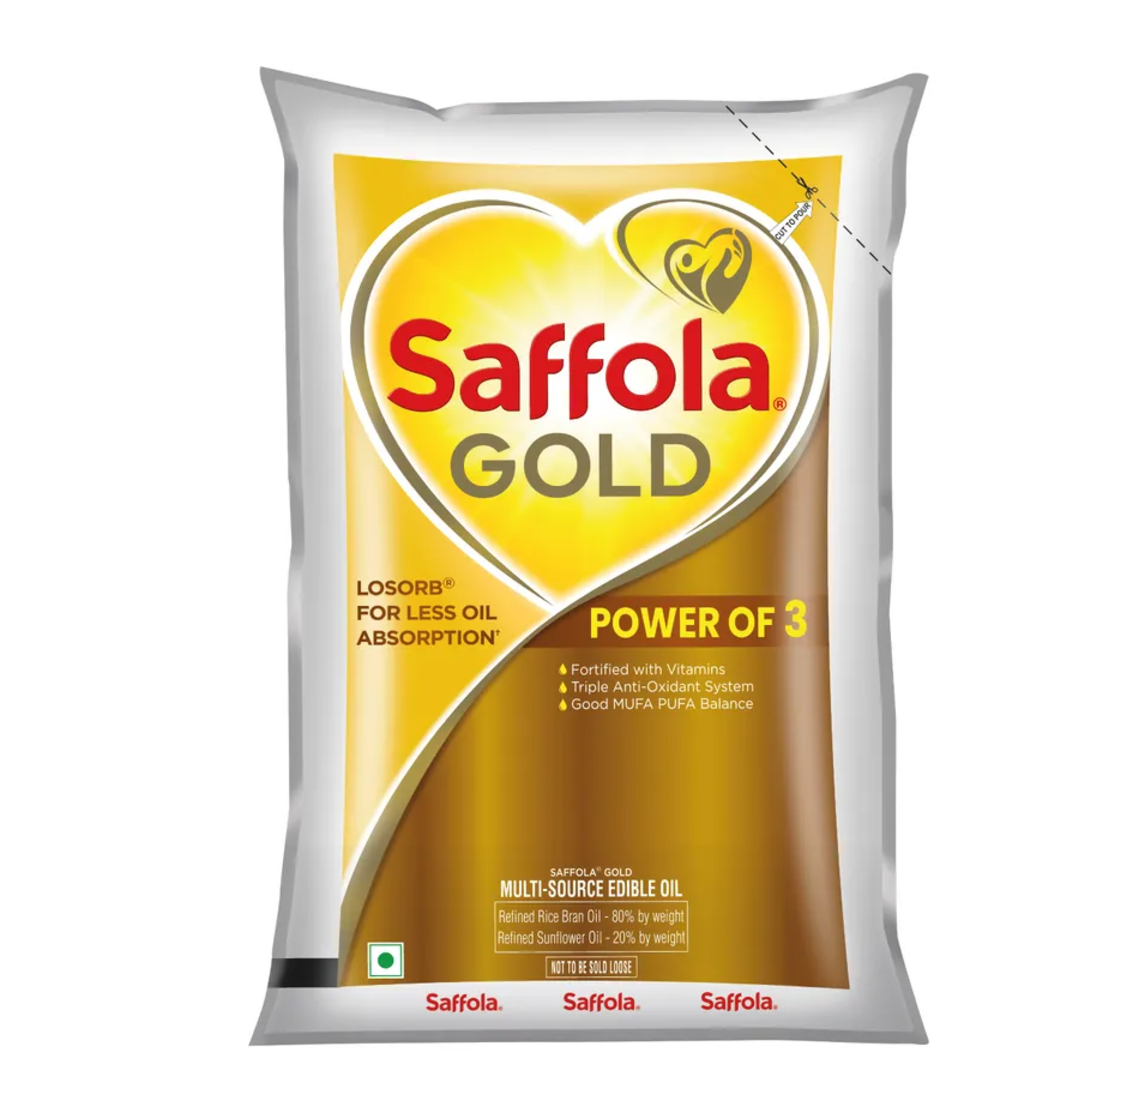 CUT TO POUR
Saffola®
GOLD
LOSORB®
FOR LESS OIL
ABSORPTION†
POWER OF 3
Fortified with Vitamins
Triple Anti-Oxidant System
Good MUFA PUFA Balance
SAFFOLA® GOLD
MULTI-SOURCE EDIBLE OIL
Refined Rice Bran Oil - 80% by weight
Refined Sunflower Oil - 20% by weight
NOT TO BE SOLD LOOSE
Saffola® Saffola® Saffola®